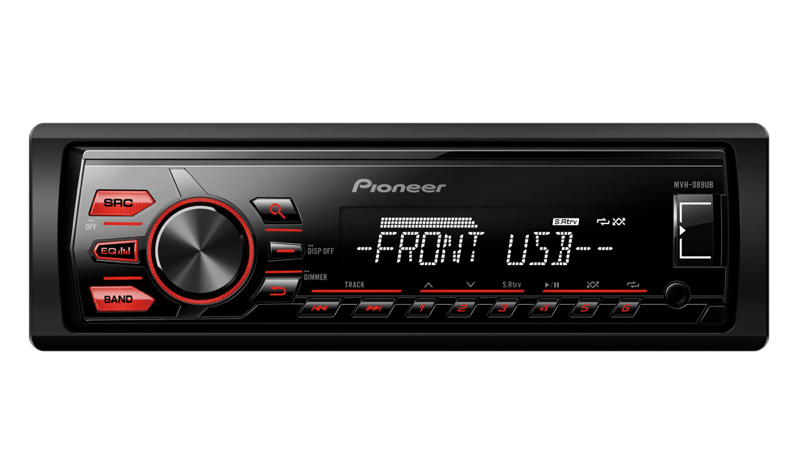 Pioneer
MVH-089UB
SRC
OFF
S.Rtrv
-FRONT USB--
EQ
DISP OFF
DIMMER
BAND
TRACK
S.Rtrv
1 2 3 4 5 6